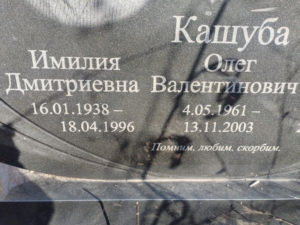 Кашуба
Имилия
Дмитриевна
16.01.1938 –
18.04.1996
Олег
Валентинович
4.05.1961 –
13.11.2003
Помним, любим, скорбим.